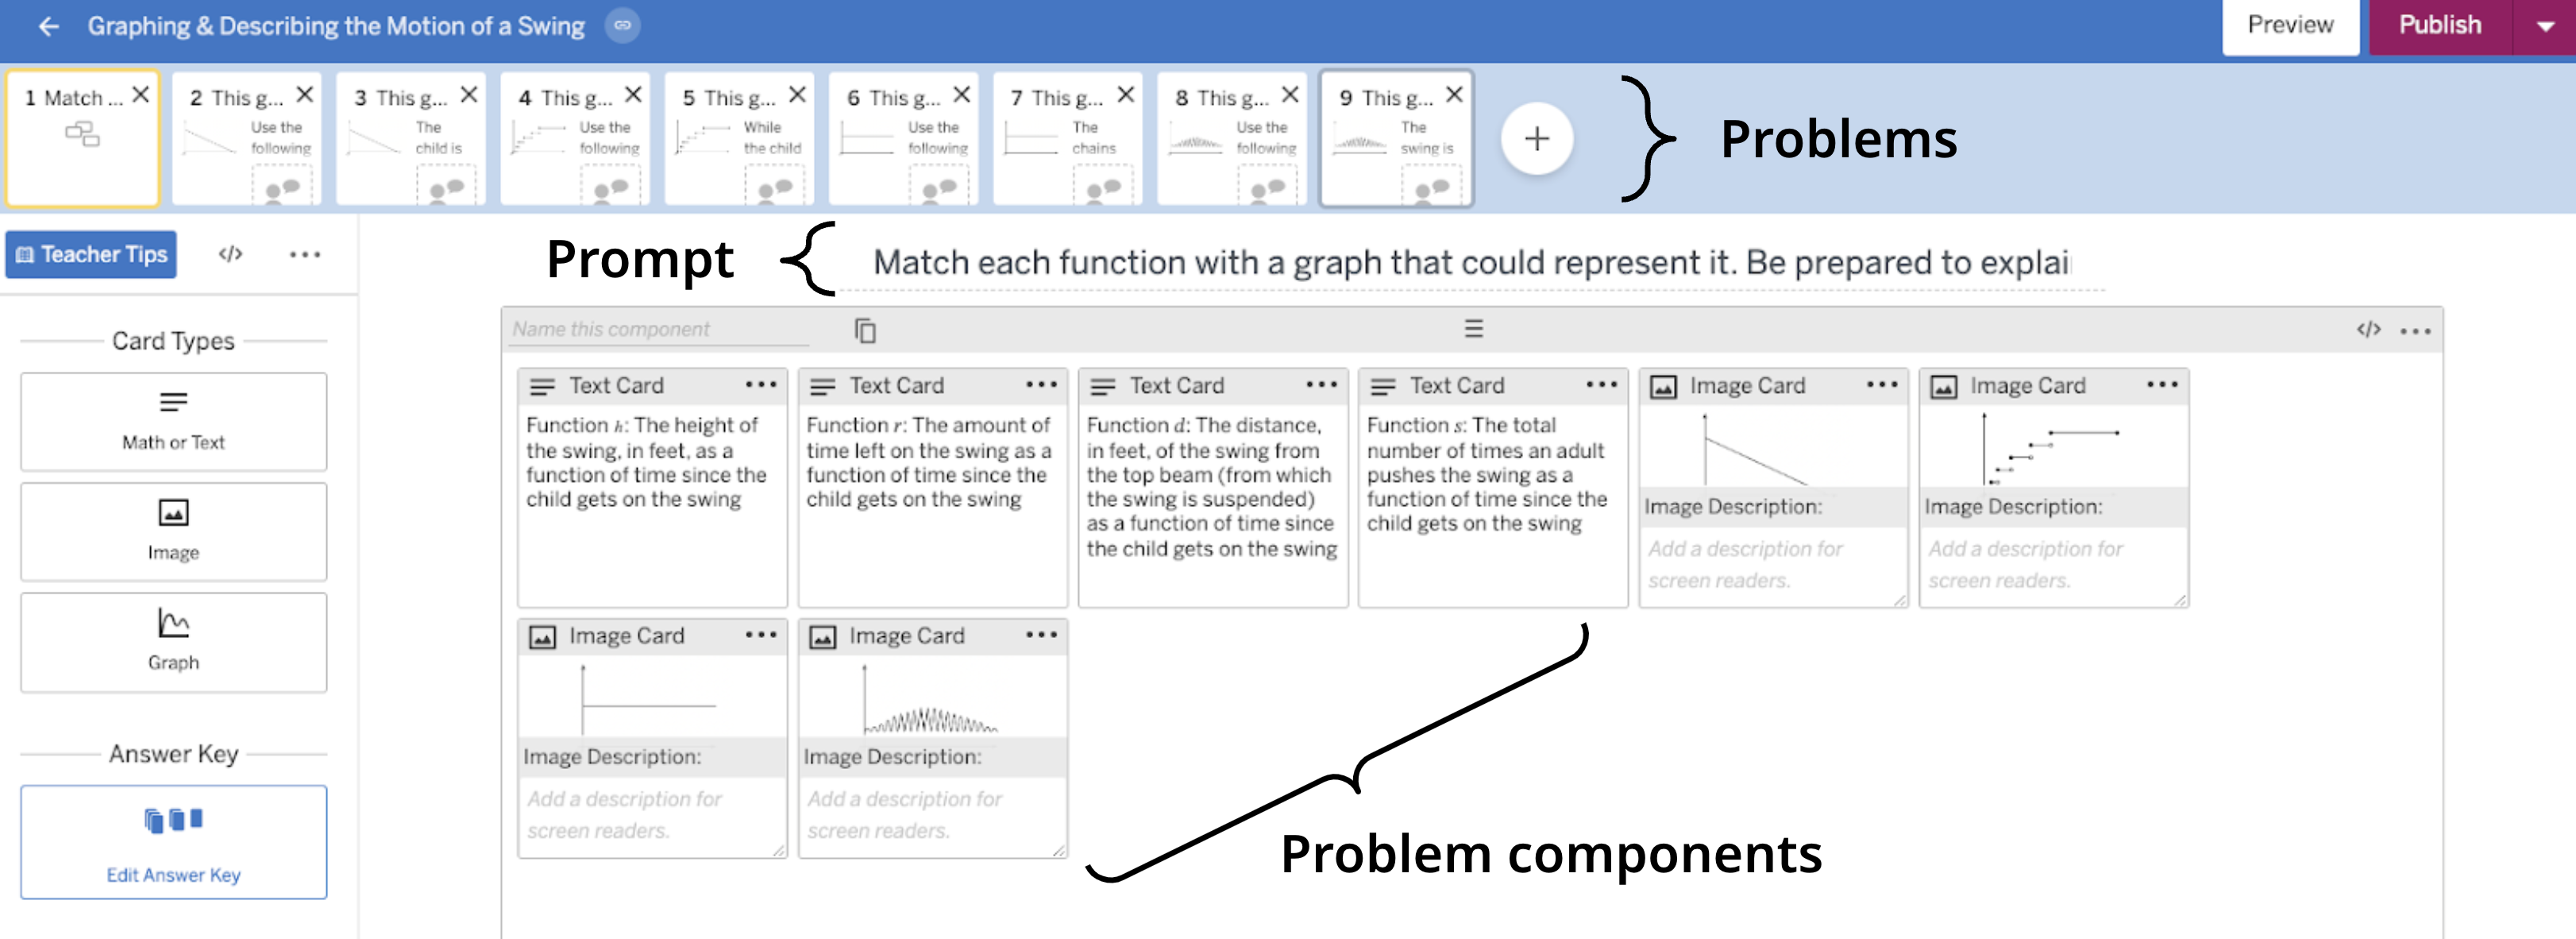 Graphing & Describing the Motion of a Swing
Preview
Publish
1 Match ...
2 This g...
Use the
following
3 This g...
The
child is
4 This g...
Use the
following
5 This g...
While
the child
6 This g...
Use the
following
7 This g...
The
chains
8 This g...
Use the
following
9 This g...
The
swing is
Problems
Teacher Tips
Prompt
Match each function with a graph that could represent it. Be prepared to explai
Name this component
Card Types
Math or Text
Image
Graph
Answer Key
Edit Answer Key
Text Card
Function h: The height of
the swing, in feet, as a
function of time since the
child gets on the swing
Text Card
Function r: The amount of
time left on the swing as a
function of time since the
child gets on the swing
Text Card
Function d: The distance,
in feet, of the swing from
the top beam (from which
the swing is suspended)
as a function of time since
the child gets on the swing
Text Card
Function s: The total
number of times an adult
pushes the swing as a
function of time since the
child gets on the swing
Image Card
Image Description:
Add a description for
screen readers.
Image Card
Image Description:
Add a description for
screen readers.
Image Card
Image Description:
Add a description for
screen readers.
Image Card
Image Description:
Add a description for
screen readers.
Problem components